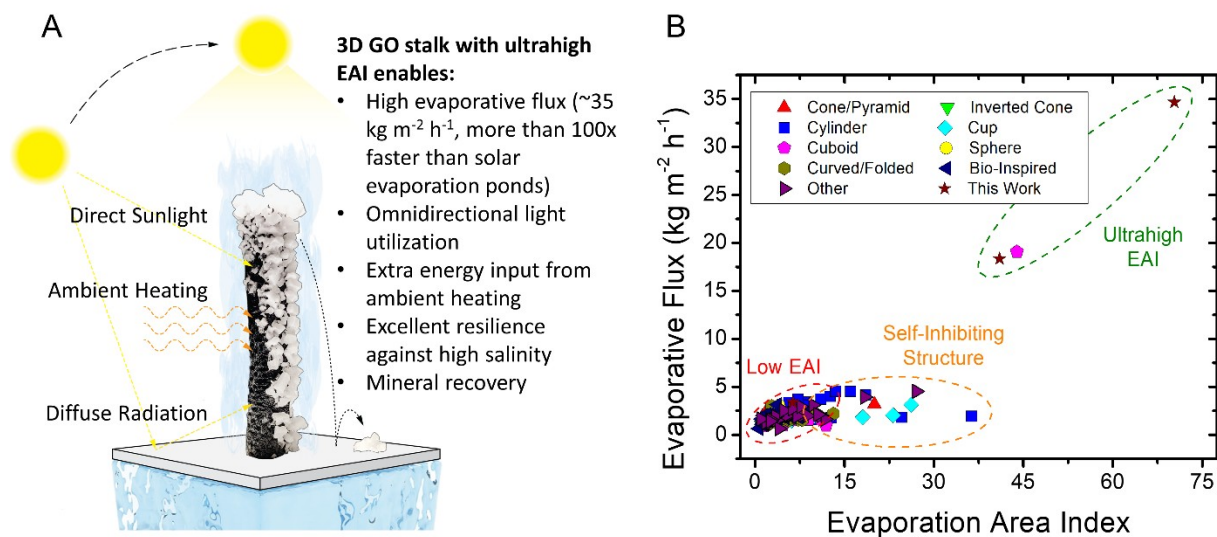 A
3D GO stalk with ultrahigh
EAI enables:
• High evaporative flux (~35
kg m⁻² h⁻¹, more than 100x
faster than solar
evaporation ponds)
• Omnidirectional light
utilization
• Extra energy input from
ambient heating
• Excellent resilience
against high salinity
• Mineral recovery
Direct Sunlight
Ambient Heating
Diffuse Radiation
B
Evaporative Flux (kg m⁻² h⁻¹)
35
30
25
20
15
10
5
0
Cone/Pyramid
Cylinder
Cuboid
Curved/Folded
Other
Inverted Cone
Cup
Sphere
Bio-Inspired
This Work
Ultrahigh
EAI
Self-Inhibiting
Structure
Low EAI
0 15 30 45 60 75
Evaporation Area Index